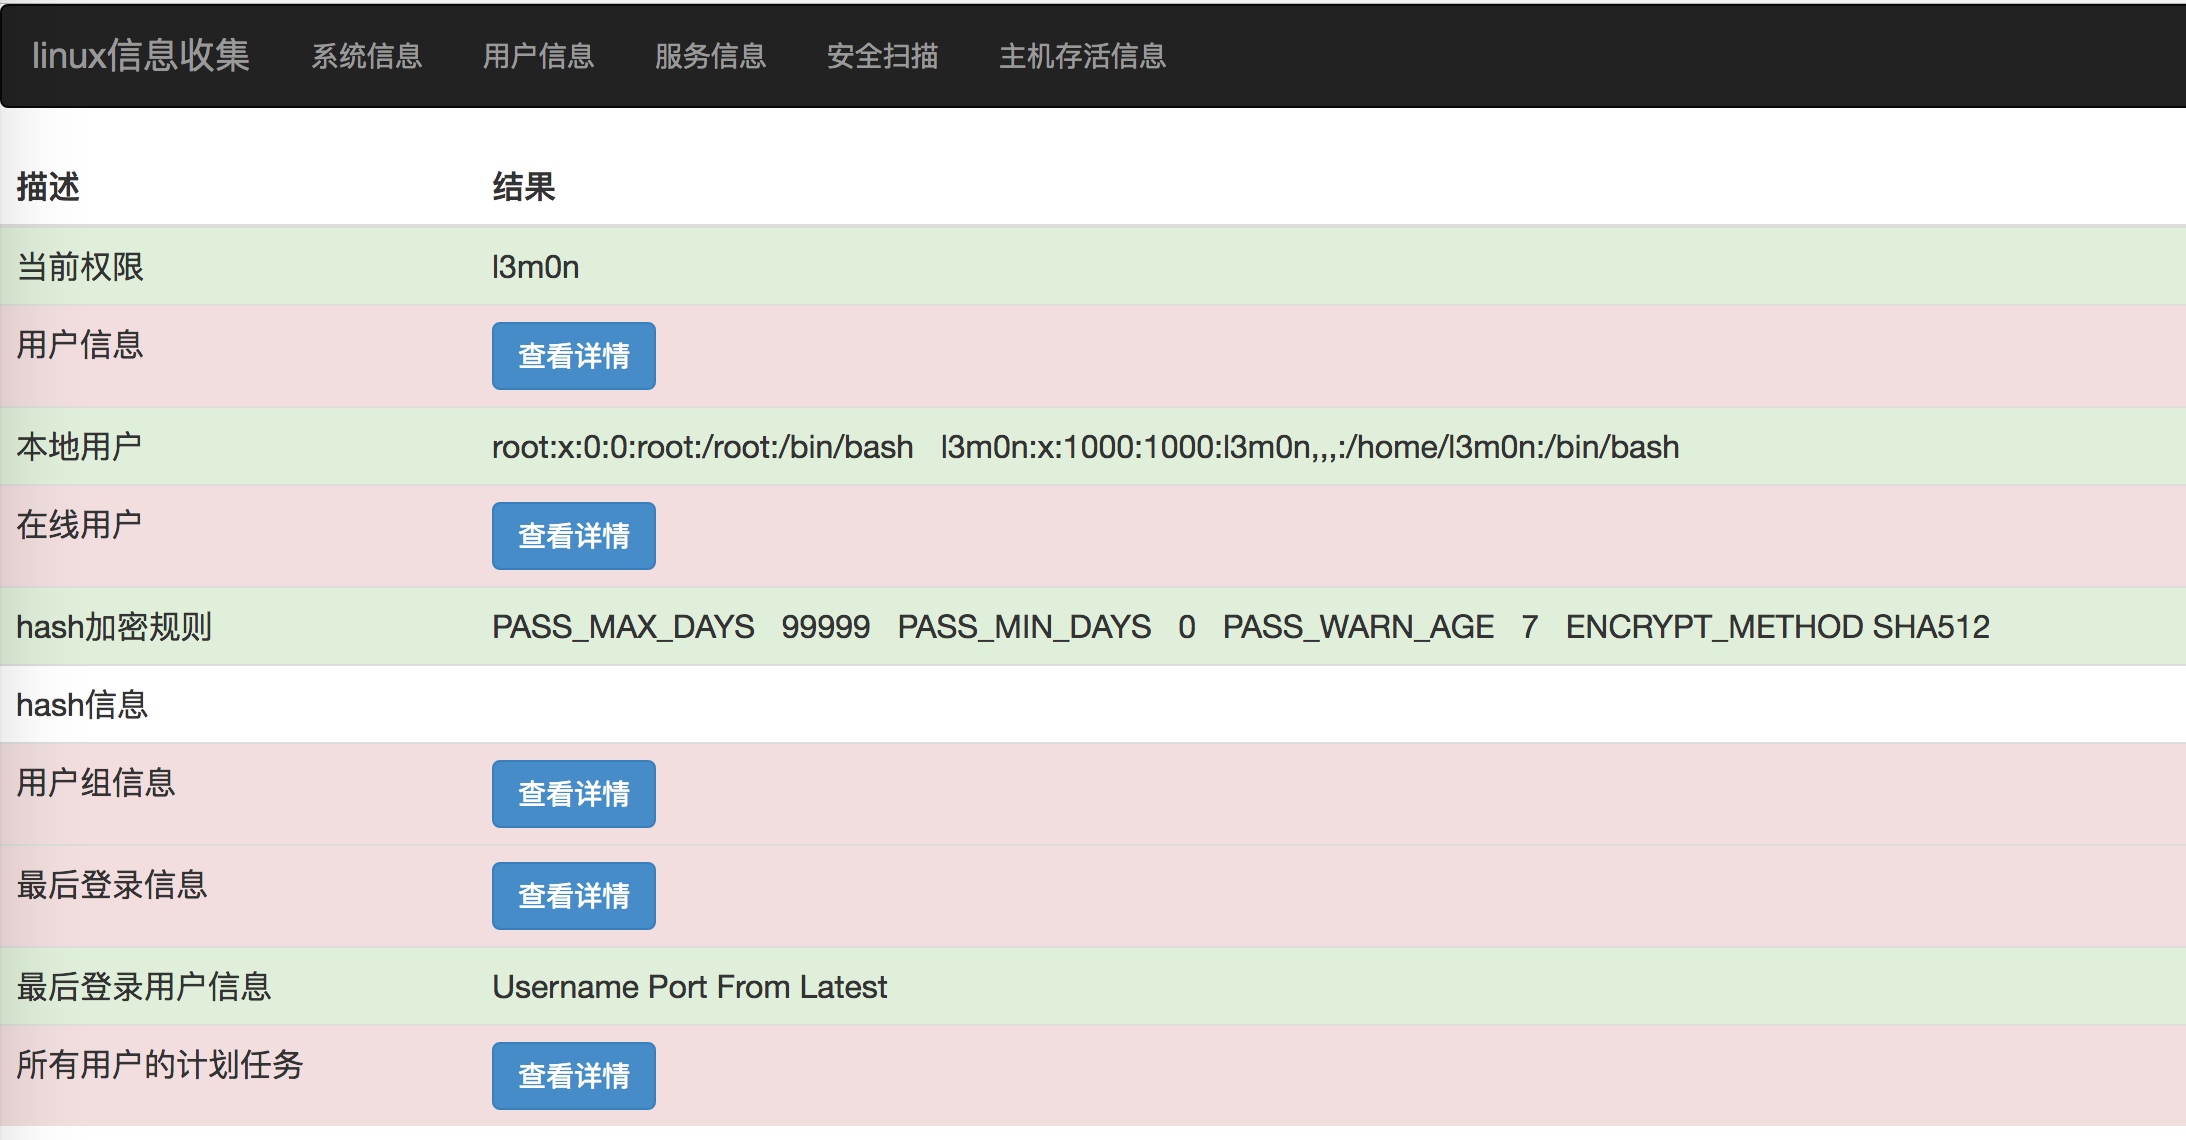 linux信息收集 系统信息 用户信息 服务信息 安全扫描 主机存活信息
描述 结果
当前权限 l3m0n
用户信息 查看详情
本地用户 root:x:0:0:root:/root:/bin/bash l3m0n:x:1000:1000:l3m0n,,,:/home/l3m0n:/bin/bash
在线用户 查看详情
hash加密规则 PASS_MAX_DAYS 99999 PASS_MIN_DAYS 0 PASS_WARN_AGE 7 ENCRYPT_METHOD SHA512
hash信息
用户组信息 查看详情
最后登录信息 查看详情
最后登录用户信息 Username Port From Latest
所有用户的计划任务 查看详情